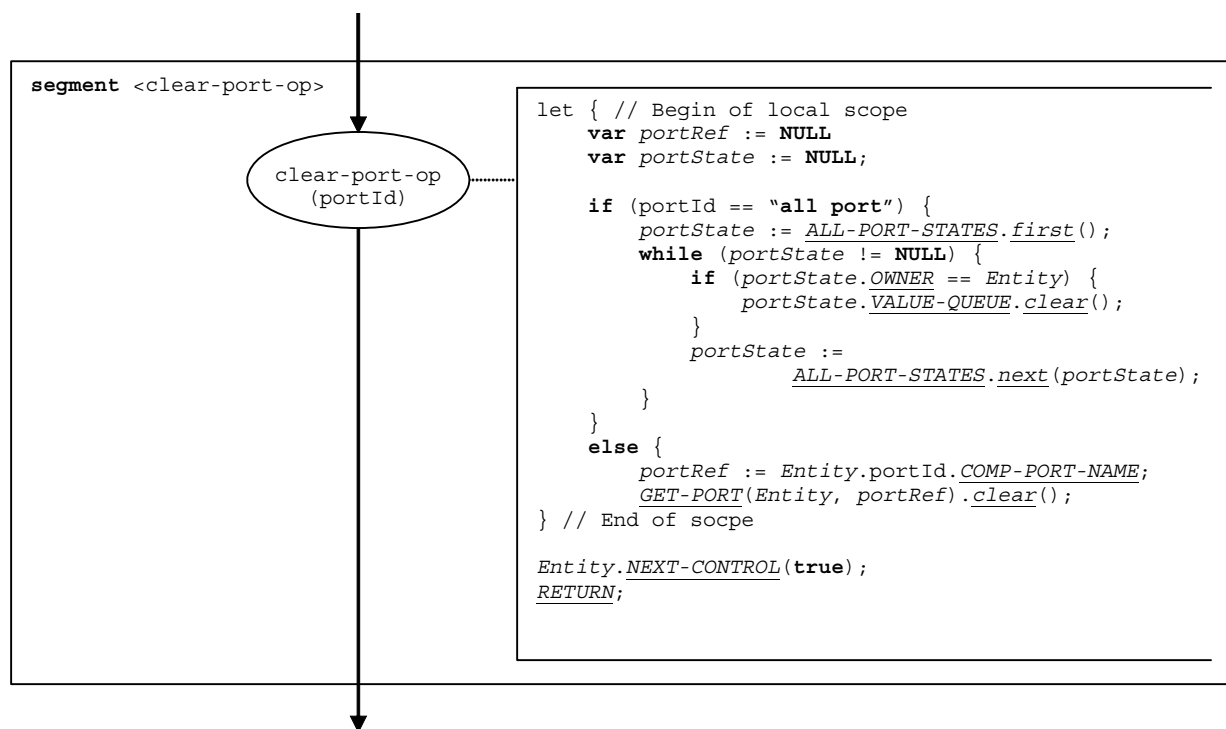 segment <clear-port-op>
clear-port-op
(portId)
let { // Begin of local scope
var portRef := NULL
var portState := NULL;
if (portId == “all port”) {
portState := ALL-PORT-STATES.first();
while (portState != NULL) {
if (portState.OWNER == Entity) {
portState.VALUE-QUEUE.clear();
}
portState :=
ALL-PORT-STATES.next(portState);
}
}
else {
portRef := Entity.portId.COMP-PORT-NAME;
GET-PORT(Entity, portRef).clear();
} // End of socpe
Entity.NEXT-CONTROL(true);
RETURN;